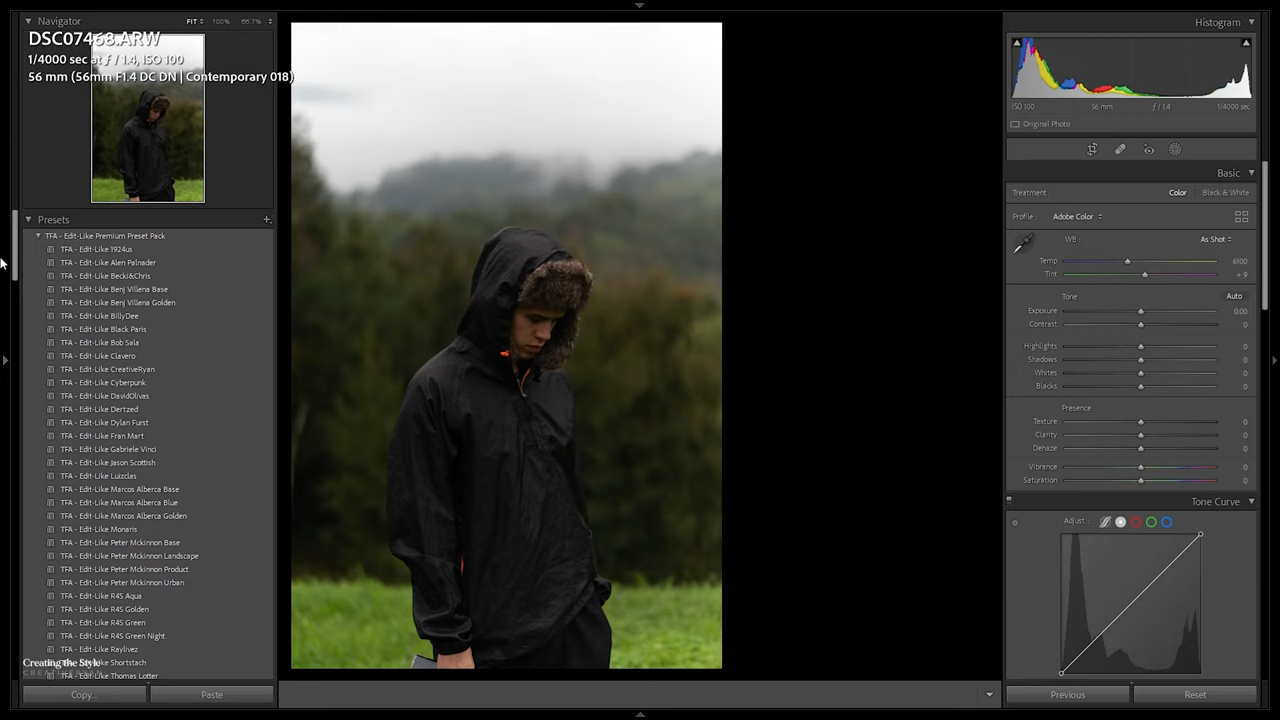 Navigator
FIT
100%
66.7%
DSC07468.ARW
1/4000 sec at ƒ / 1.4, ISO 100
56 mm (56mm F1.4 DC DN | Contemporary 018)
Presets
TFA - Edit-Like Premium Preset Pack
TFA - Edit-Like 1924us
TFA - Edit-Like Alen Palnader
TFA - Edit-Like Becki&Chris
TFA - Edit-Like Benj Villena Base
TFA - Edit-Like Benj Villena Golden
TFA - Edit-Like BillyDee
TFA - Edit-Like Black Paris
TFA - Edit-Like Bob Sala
TFA - Edit-Like Clavero
TFA - Edit-Like CreativeRyan
TFA - Edit-Like Cyberpunk
TFA - Edit-Like DavidOlivas
TFA - Edit-Like Dertzed
TFA - Edit-Like Dylan Furst
TFA - Edit-Like Fran Mart
TFA - Edit-Like Gabriele Vinci
TFA - Edit-Like Jason Scottish
TFA - Edit-Like Luizclas
TFA - Edit-Like Marcos Alberca Base
TFA - Edit-Like Marcos Alberca Blue
TFA - Edit-Like Marcos Alberca Golden
TFA - Edit-Like Monaris
TFA - Edit-Like Peter Mckinnon Base
TFA - Edit-Like Peter Mckinnon Landscape
TFA - Edit-Like Peter Mckinnon Product
TFA - Edit-Like Peter Mckinnon Urban
TFA - Edit-Like R4S Aqua
TFA - Edit-Like R4S Golden
TFA - Edit-Like R4S Green
TFA - Edit-Like R4S Green Night
TFA - Edit-Like Raylivez
Shortstach
Creating the Style
CREATIVERYAN
Thomas Lotter
Copy...
Paste
Histogram
ISO 100
56 mm
ƒ / 1.4
1/4000 sec
Original Photo
Basic
Treatment :
Color
Black & White
Profile :
Adobe Color
WB :
As Shot
Temp
6100
Tint
+ 9
Tone
Auto
Exposure
0.00
Contrast
0
Highlights
0
Shadows
0
Whites
0
Blacks
0
Presence
Texture
0
Clarity
0
Dehaze
0
Vibrance
0
Saturation
0
Tone Curve
Adjust :
Previous
Reset